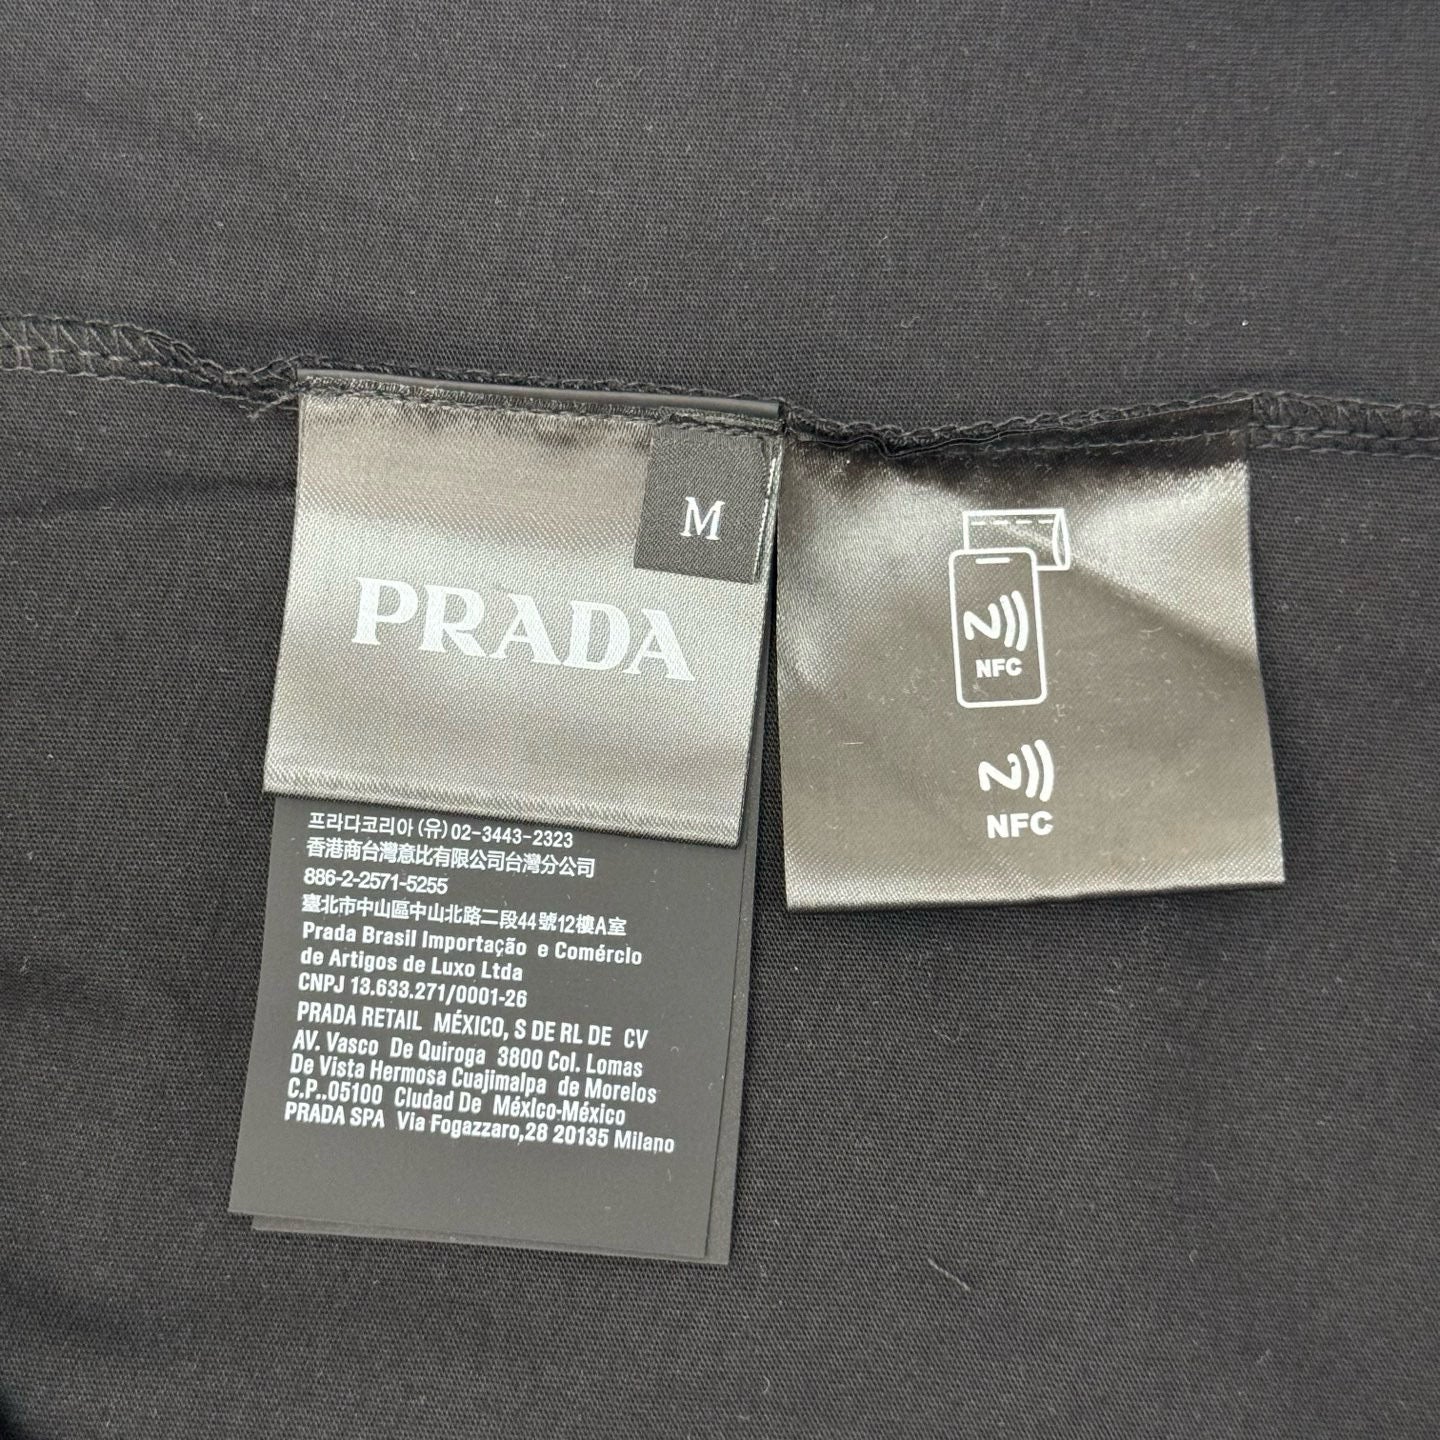 M
PRADA
프라다코리아 (유) 02-3443-2323
香港商台灣意比有限公司台灣分公司
886-2-2571-5255
臺北市中山區中山北路二段44號12樓A室
Prada Brasil Importação e Comércio
de Artigos de Luxo Ltda
CNPJ 13.633.271/0001-26
PRADA RETAIL MÉXICO, S DE RL DE CV
AV. Vasco De Quiroga 3800 Col. Lomas
De Vista Hermosa Cuajimalpa de Morelos
C.P..05100 Ciudad De México-México
PRADA SPA Via Fogazzaro,28 20135 Milano
NFC
NFC